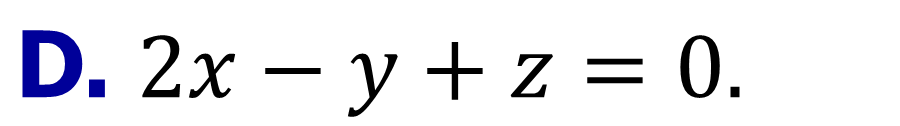 D. 2x − y + z = 0.